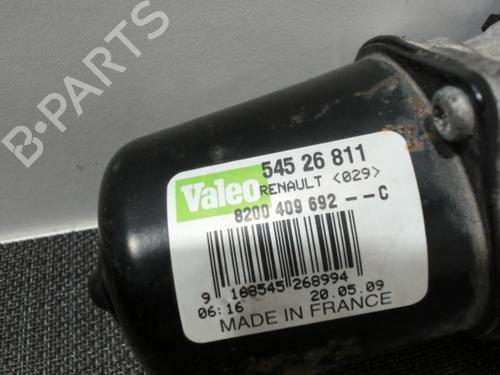 B-Parts
545 26 811
Valeo
RENAULT <029>
8200 409 692 --C
9 168545 268994
06:16 20.05.09
MADE IN FRANCE